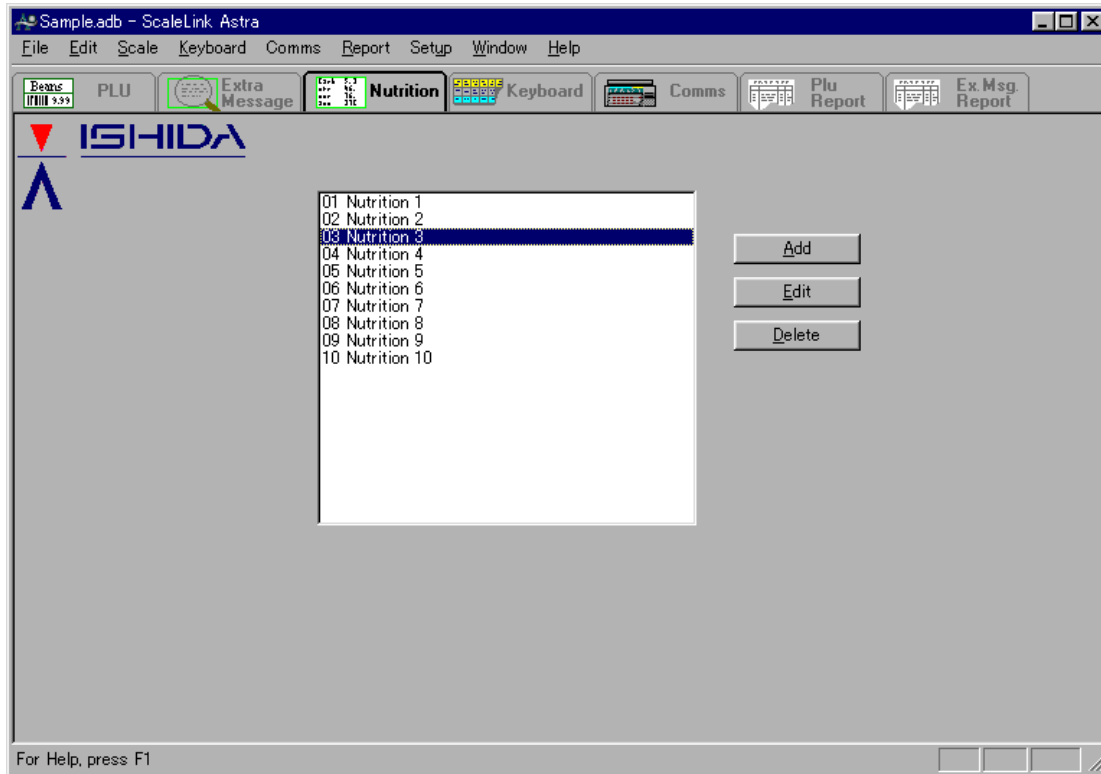 Sample.adb - ScaleLink Astra
File Edit Scale Keyboard Comms Report Setup Window Help
Beans
9.99
PLU
Extra
Message
Nutrition
Keyboard
Comms
Plu
Report
Ex.Msg.
Report
ISHIDA
01 Nutrition 1
02 Nutrition 2
03 Nutrition 3
04 Nutrition 4
05 Nutrition 5
06 Nutrition 6
07 Nutrition 7
08 Nutrition 8
09 Nutrition 9
10 Nutrition 10
Add
Edit
Delete
For Help, press F1